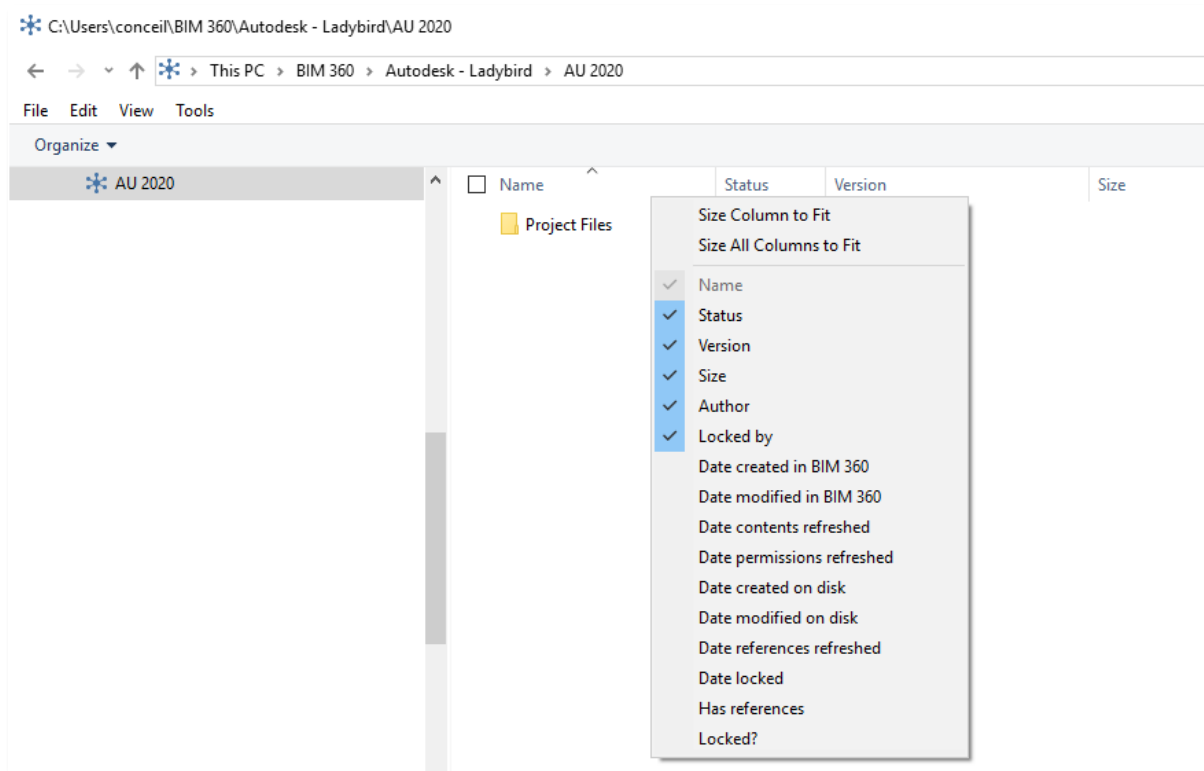 C:\Users\conceil\BIM 360\Autodesk - Ladybird\AU 2020
This PC > BIM 360 > Autodesk - Ladybird > AU 2020
File Edit View Tools
Organize
AU 2020
Name Status Version Size
Project Files
Size Column to Fit
Size All Columns to Fit
Name
Status
Version
Size
Author
Locked by
Date created in BIM 360
Date modified in BIM 360
Date contents refreshed
Date permissions refreshed
Date created on disk
Date modified on disk
Date references refreshed
Date locked
Has references
Locked?